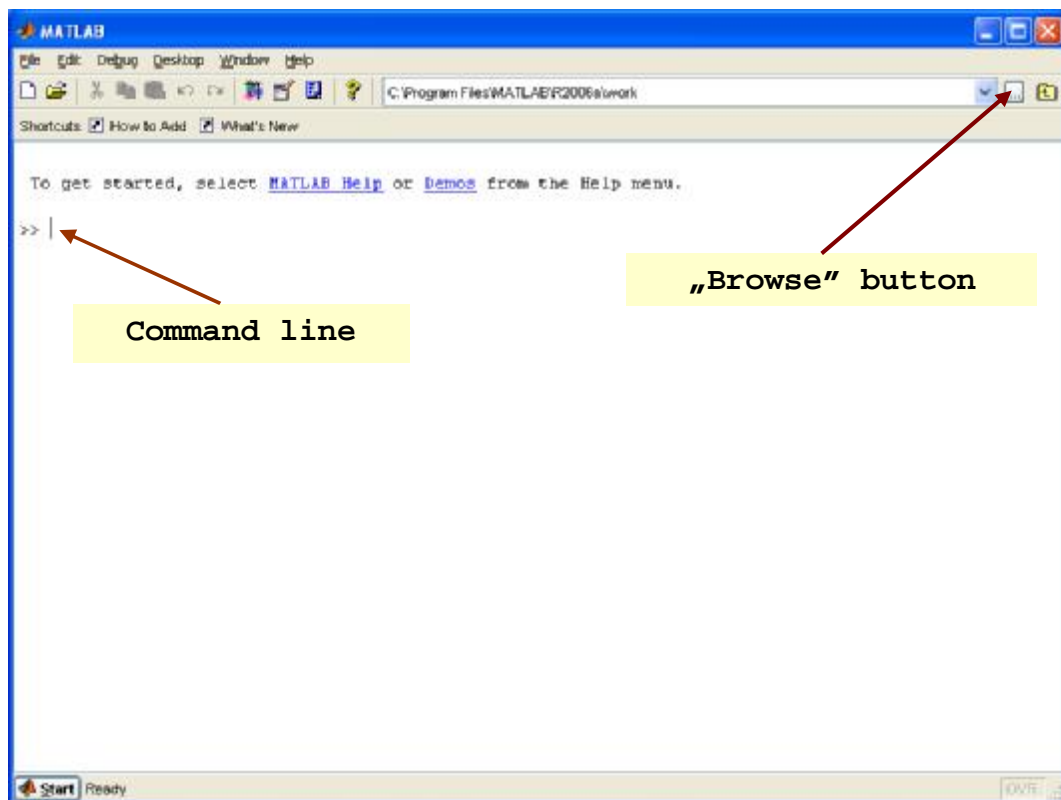 MATLAB
File Edit Debug Desktop Window Help
C:\Program Files\MATLAB\R2006a\work
Shortcuts How to Add What's New
To get started, select MATLAB Help or Demos from the Help menu.
>>
„Browse” button
Command line
Start Ready
OVR